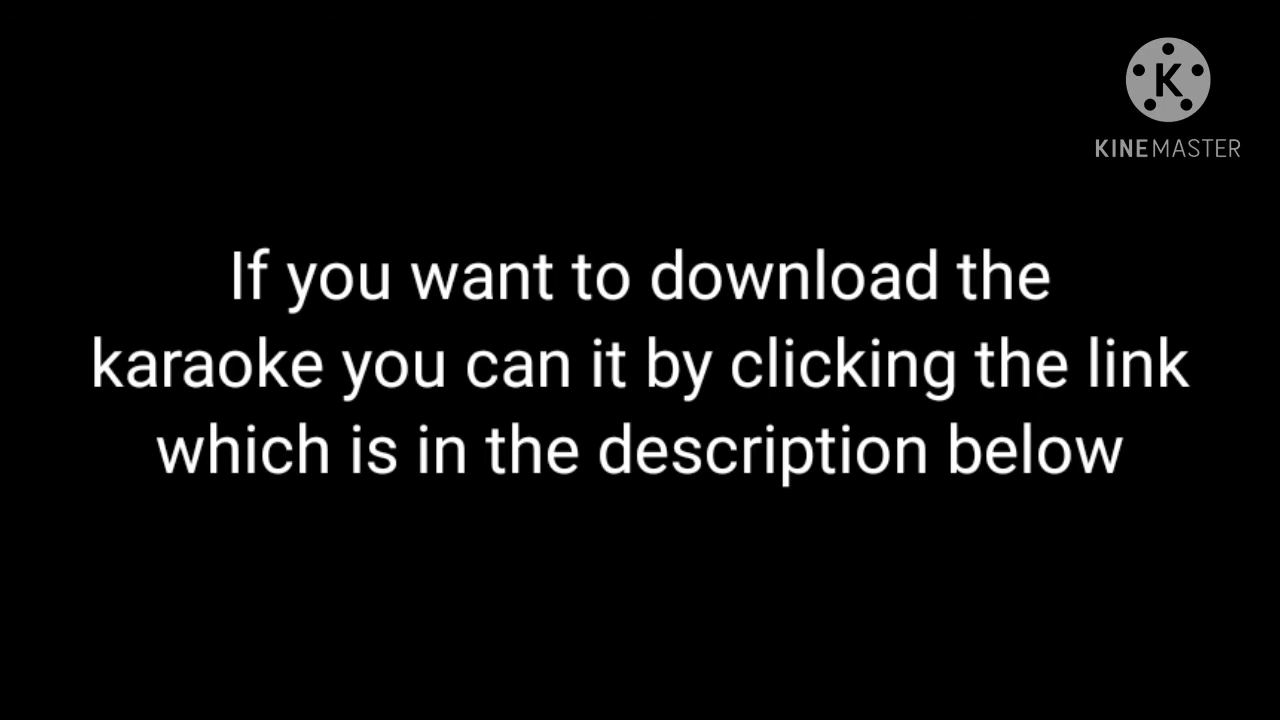 K
KINEMASTER
If you want to download the
karaoke you can it by clicking the link
which is in the description below